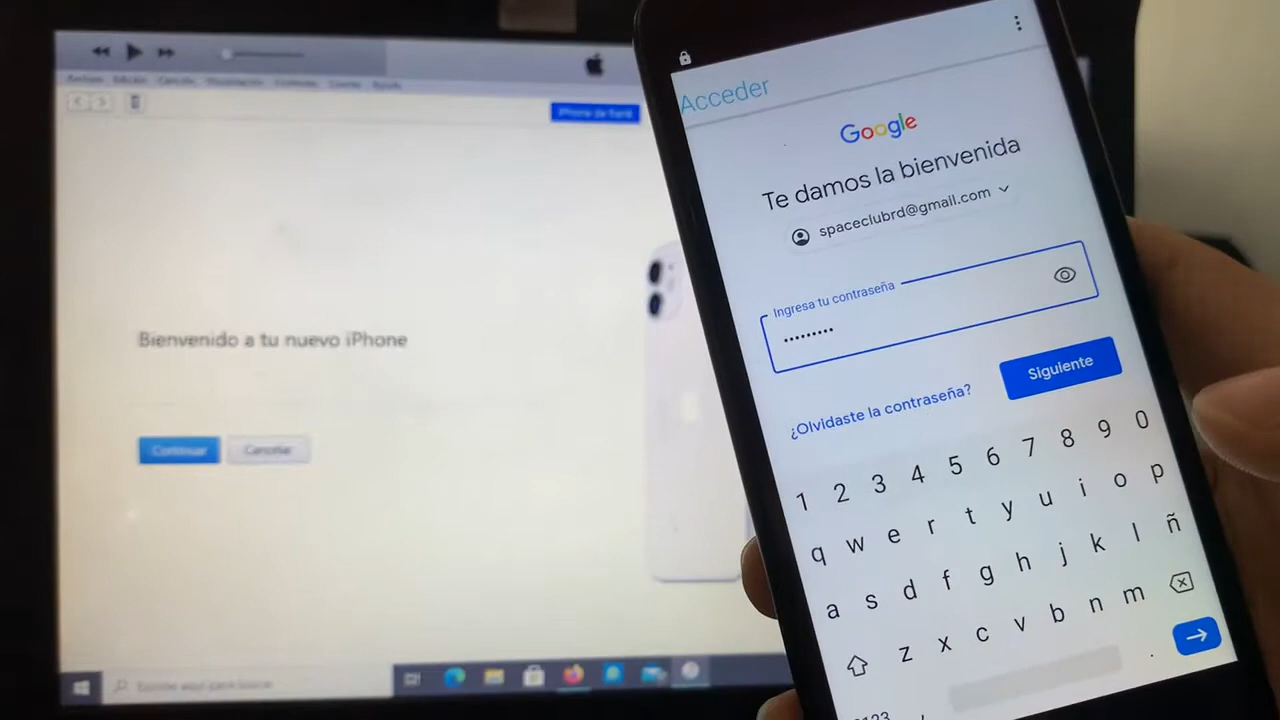 Bienvenido a tu nuevo iPhone
Continuar
Cancelar
Acceder
Google
Te damos la bienvenida
spaceclubrd@gmail.com
Ingresa tu contraseña
•••••••••
Siguiente
¿Olvidaste la contraseña?
1 2 3 4 5 6 7 8 9 0
q w e r t y u i o p
a s d f g h j k l ñ
z x c v b n m
, .